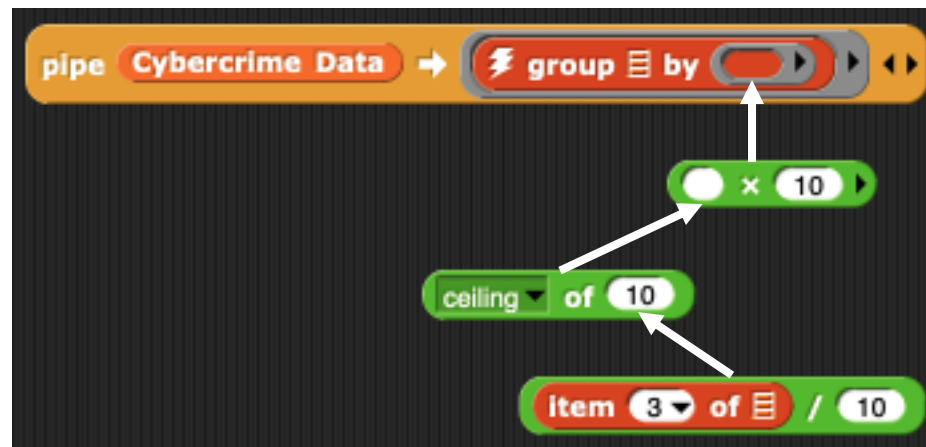 pipe Cybercrime Data → group by
× 10
ceiling of 10
item 3 of / 10